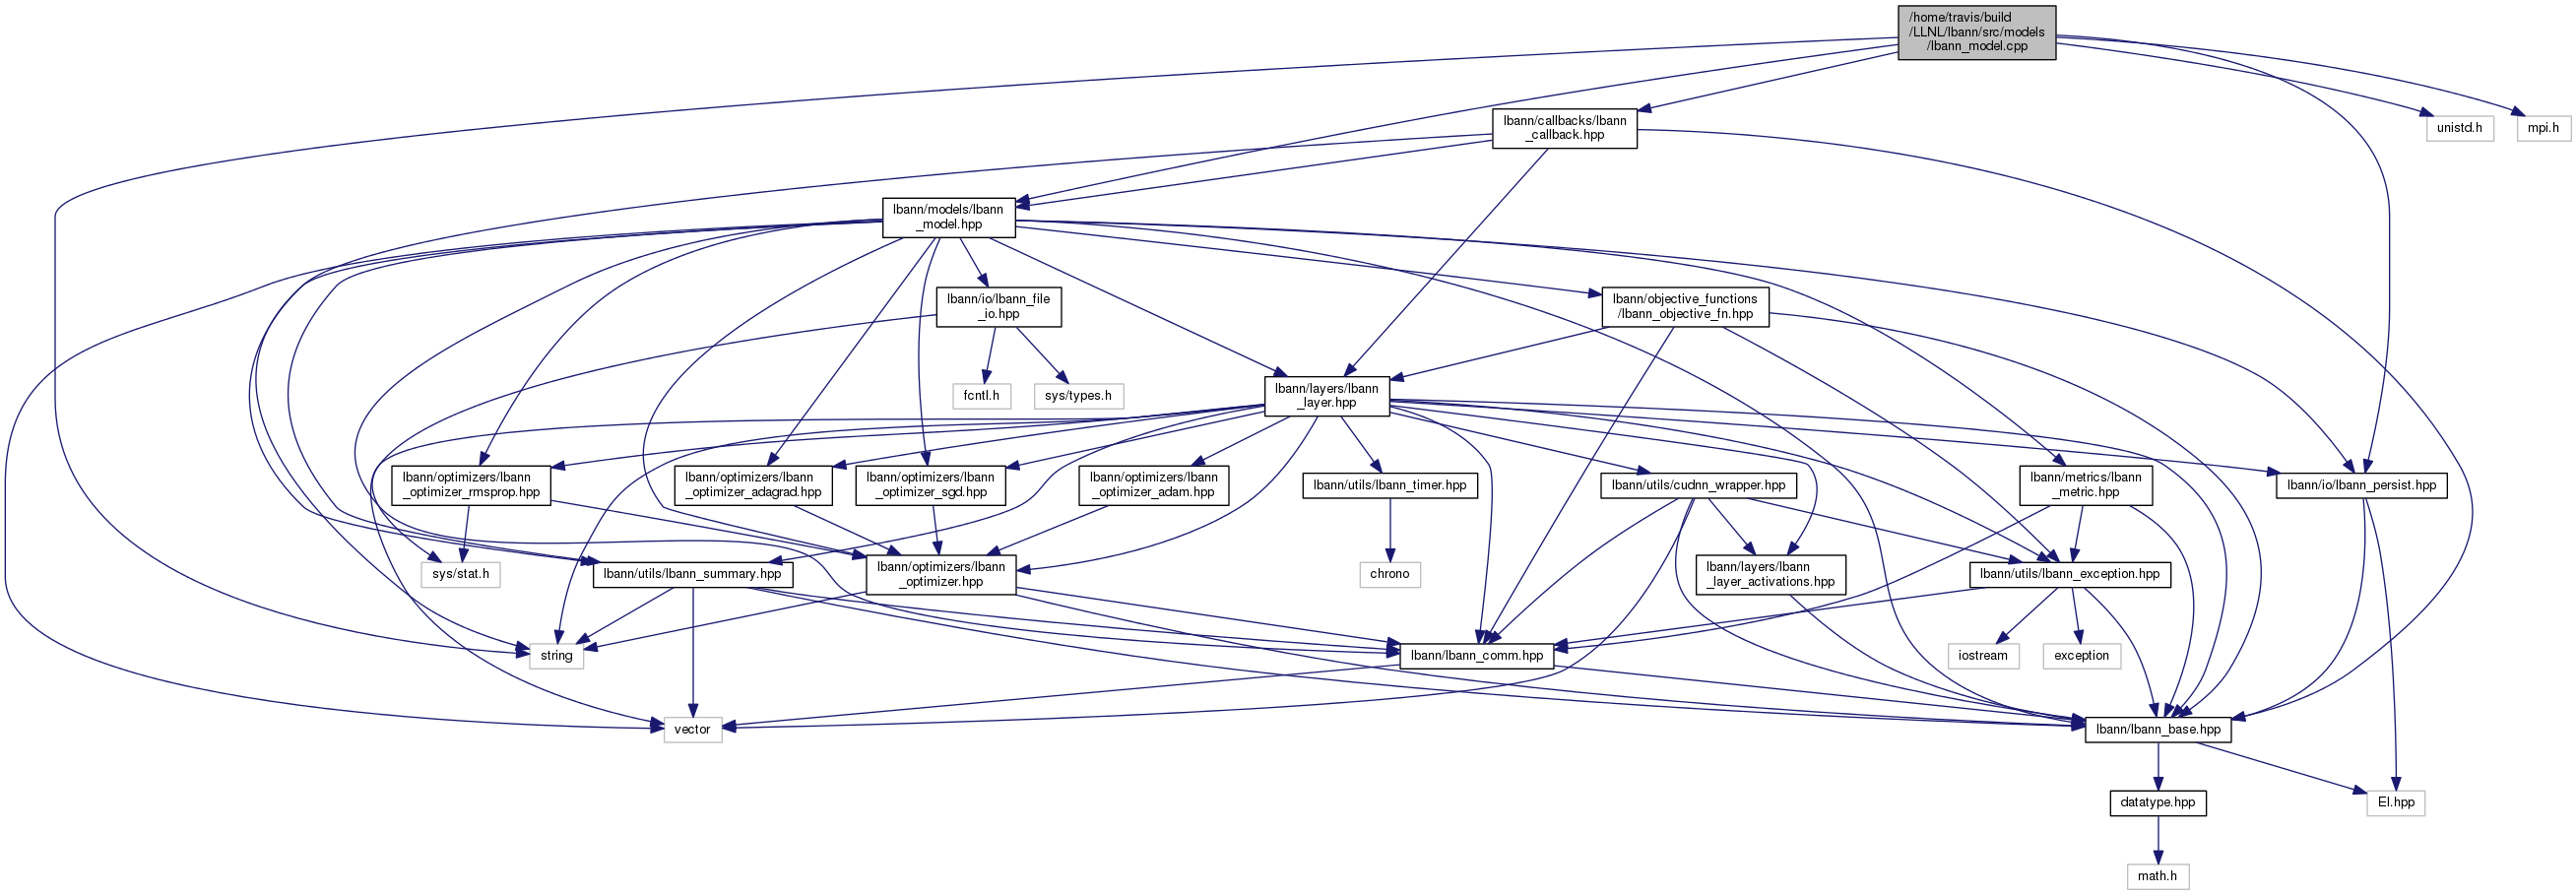 /home/travis/build
/LLNL/lbann/src/models
/lbann_model.cpp
lbann/callbacks/lbann
_callback.hpp
unistd.h
mpi.h
lbann/models/lbann
_model.hpp
lbann/io/lbann_file
_io.hpp
lbann/objective_functions
/lbann_objective_fn.hpp
fcntl.h
sys/types.h
lbann/layers/lbann
_layer.hpp
lbann/optimizers/lbann
_optimizer_rmsprop.hpp
lbann/optimizers/lbann
_optimizer_adagrad.hpp
lbann/optimizers/lbann
_optimizer_sgd.hpp
lbann/optimizers/lbann
_optimizer_adam.hpp
lbann/utils/lbann_timer.hpp
lbann/utils/cudnn_wrapper.hpp
lbann/metrics/lbann
_metric.hpp
lbann/io/lbann_persist.hpp
sys/stat.h
lbann/utils/lbann_summary.hpp
lbann/optimizers/lbann
_optimizer.hpp
chrono
lbann/layers/lbann
_layer_activations.hpp
lbann/utils/lbann_exception.hpp
string
lbann/lbann_comm.hpp
iostream
exception
vector
lbann/lbann_base.hpp
datatype.hpp
El.hpp
math.h